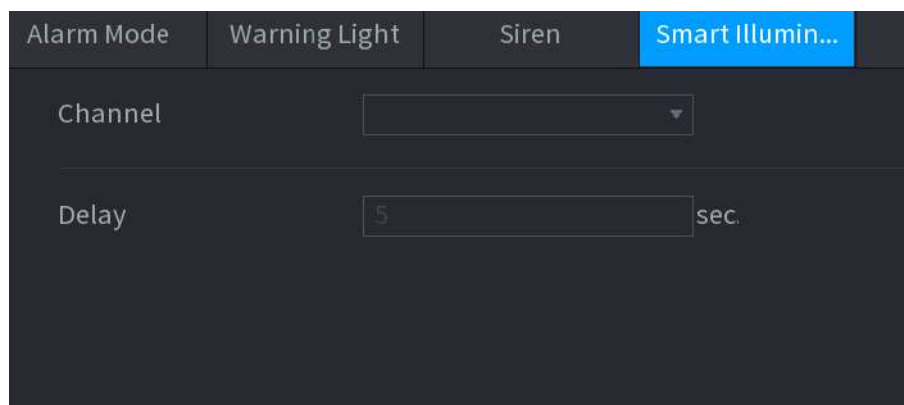 Alarm Mode Warning Light Siren Smart Illumin...
Channel
Delay 5 sec.